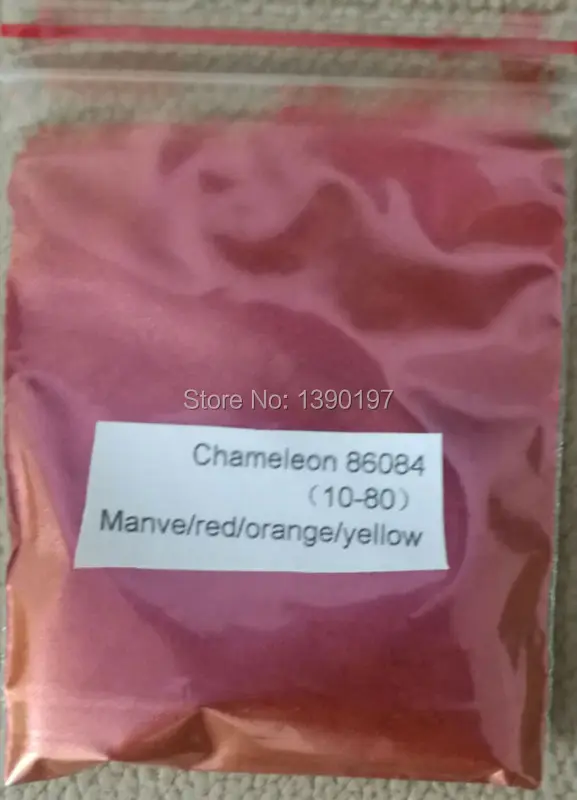 Store No: 1390197
Chameleon 86084
（10-80）
Manve/red/orange/yellow